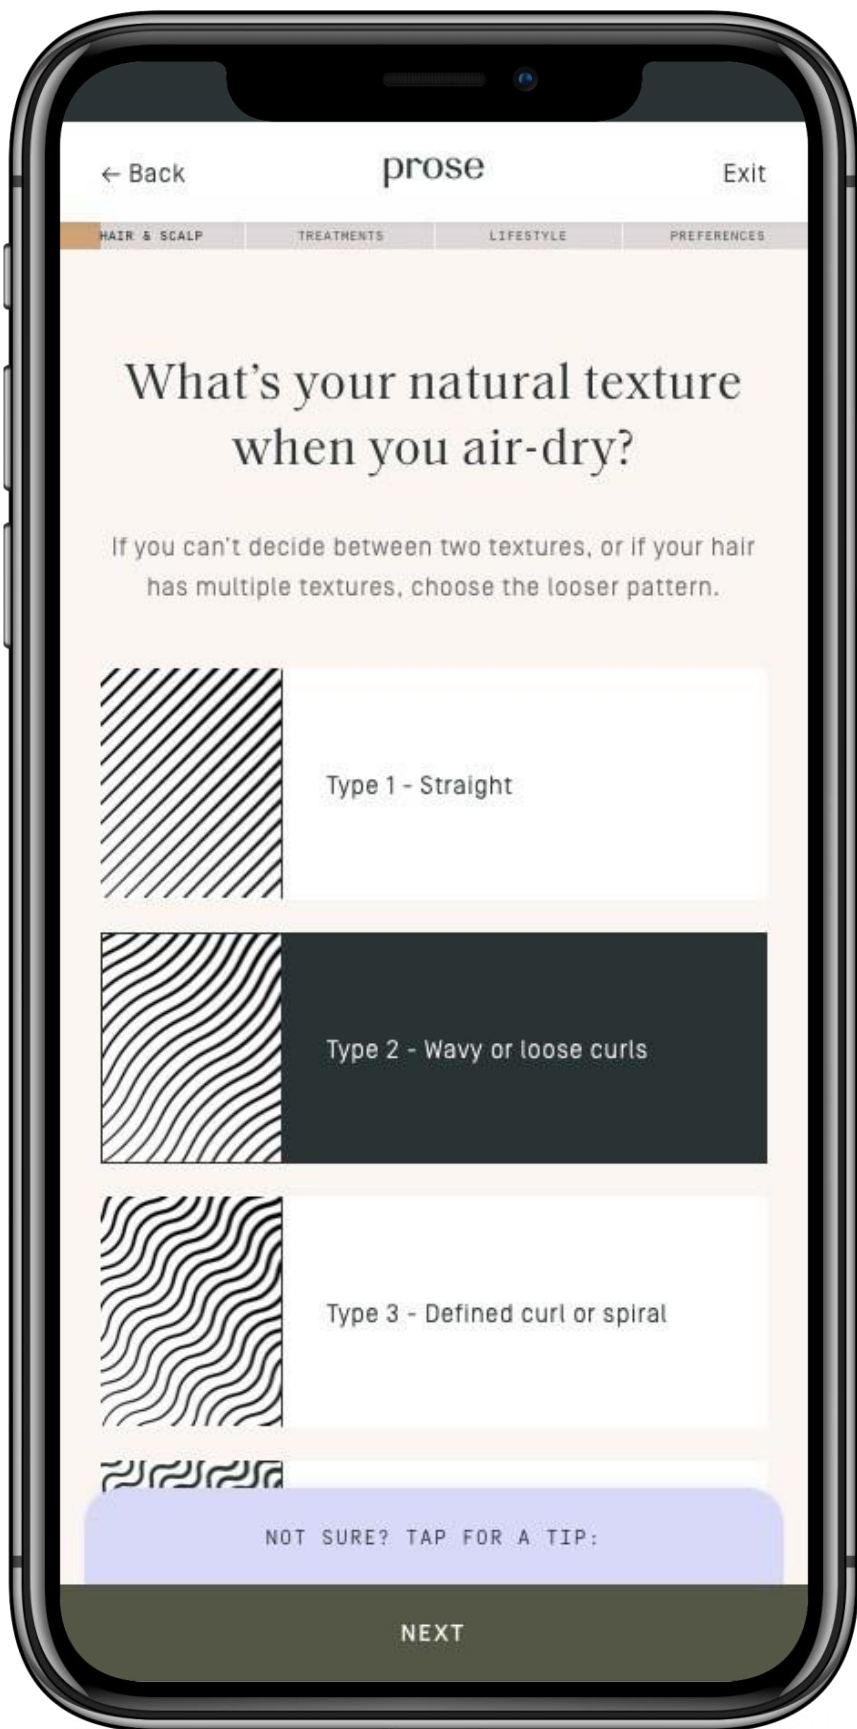 ← Back
prose
Exit
HAIR & SCALP
TREATMENTS
LIFESTYLE
PREFERENCES
What's your natural texture
when you air-dry?
If you can't decide between two textures, or if your hair
has multiple textures, choose the looser pattern.
Type 1 - Straight
Type 2 - Wavy or loose curls
Type 3 - Defined curl or spiral
NOT SURE? TAP FOR A TIP:
NEXT